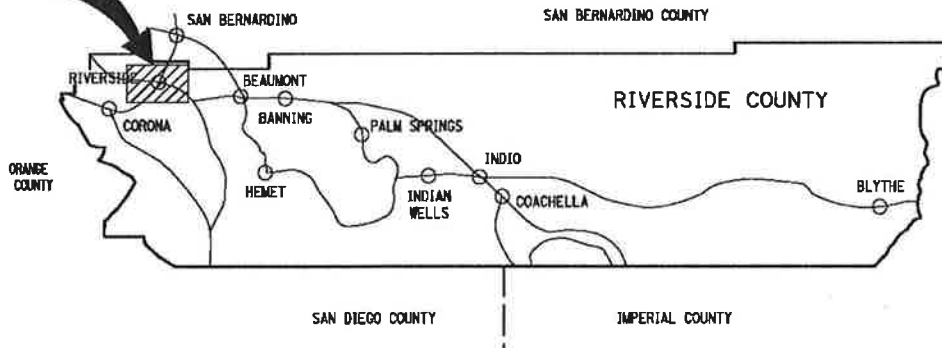 SAN BERNARDINO
SAN BERNARDINO COUNTY
RIVERSIDE
BEAUMONT
RIVERSIDE COUNTY
BANNING
CORONA
PALM SPRINGS
ORANGE
COUNTY
HEMET
INDIAN
WELLS
INDIO
COACHELLA
BLYTHE
SAN DIEGO COUNTY
IMPERIAL COUNTY